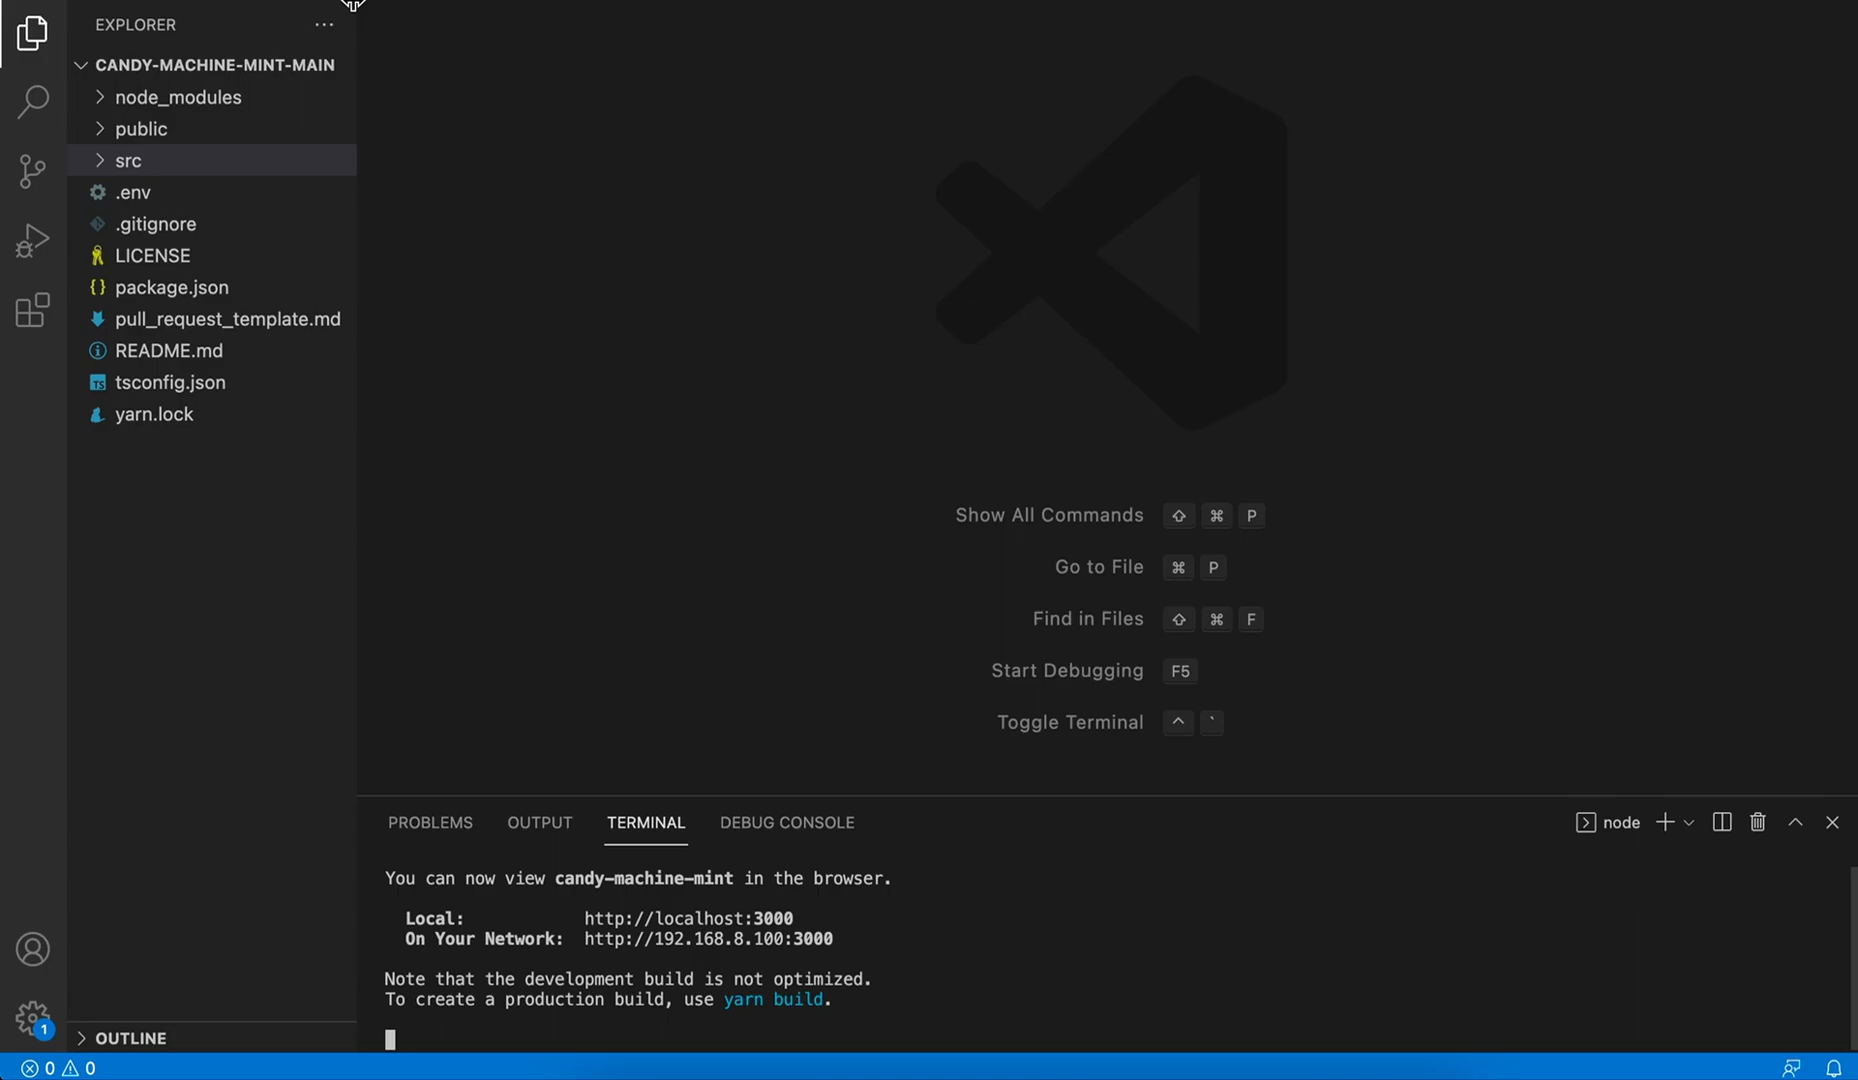 EXPLORER
CANDY-MACHINE-MINT-MAIN
node_modules
public
src
.env
.gitignore
LICENSE
package.json
pull_request_template.md
README.md
tsconfig.json
yarn.lock
OUTLINE
Show All Commands ⇧ ⌘ P
Go to File ⌘ P
Find in Files ⇧ ⌘ F
Start Debugging F5
Toggle Terminal ^ `
PROBLEMS OUTPUT TERMINAL DEBUG CONSOLE node
You can now view candy-machine-mint in the browser.
Local: http://localhost:3000
On Your Network: http://192.168.8.100:3000
Note that the development build is not optimized.
To create a production build, use yarn build.
1
0 0